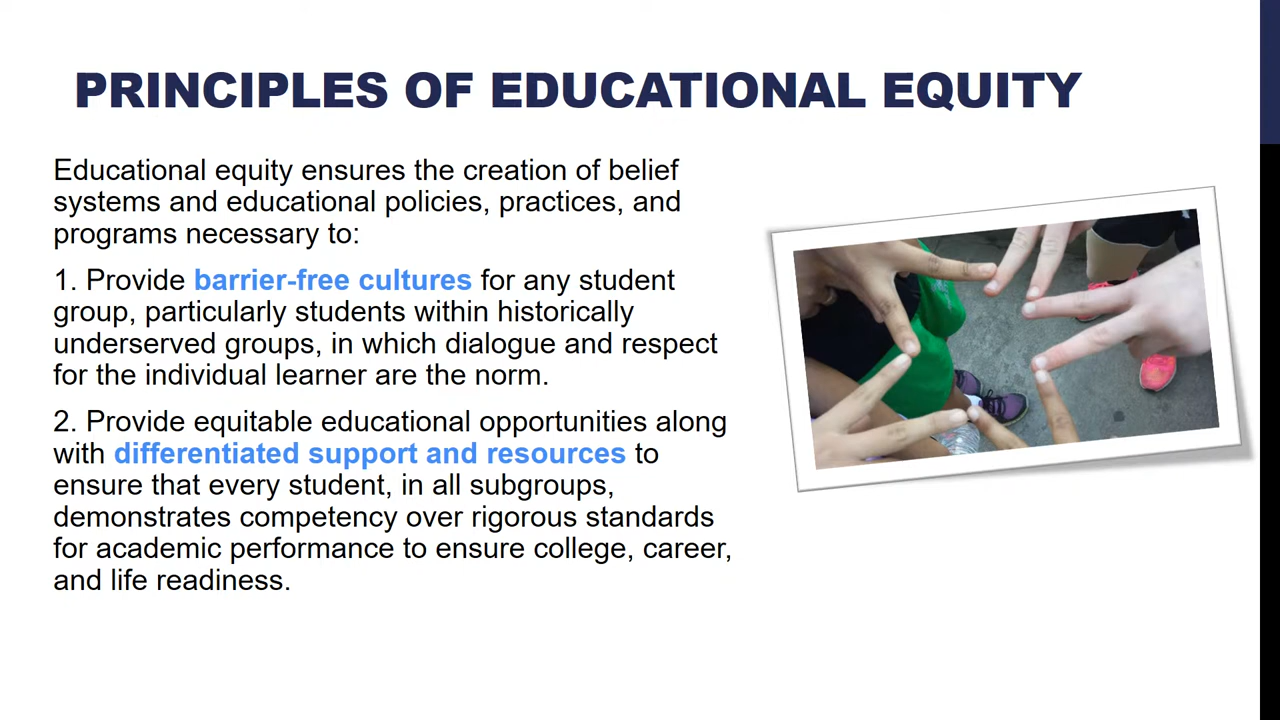 PRINCIPLES OF EDUCATIONAL EQUITY
Educational equity ensures the creation of belief
systems and educational policies, practices, and
programs necessary to:
1. Provide barrier-free cultures for any student
group, particularly students within historically
underserved groups, in which dialogue and respect
for the individual learner are the norm.
2. Provide equitable educational opportunities along
with differentiated support and resources to
ensure that every student, in all subgroups,
demonstrates competency over rigorous standards
for academic performance to ensure college, career,
and life readiness.